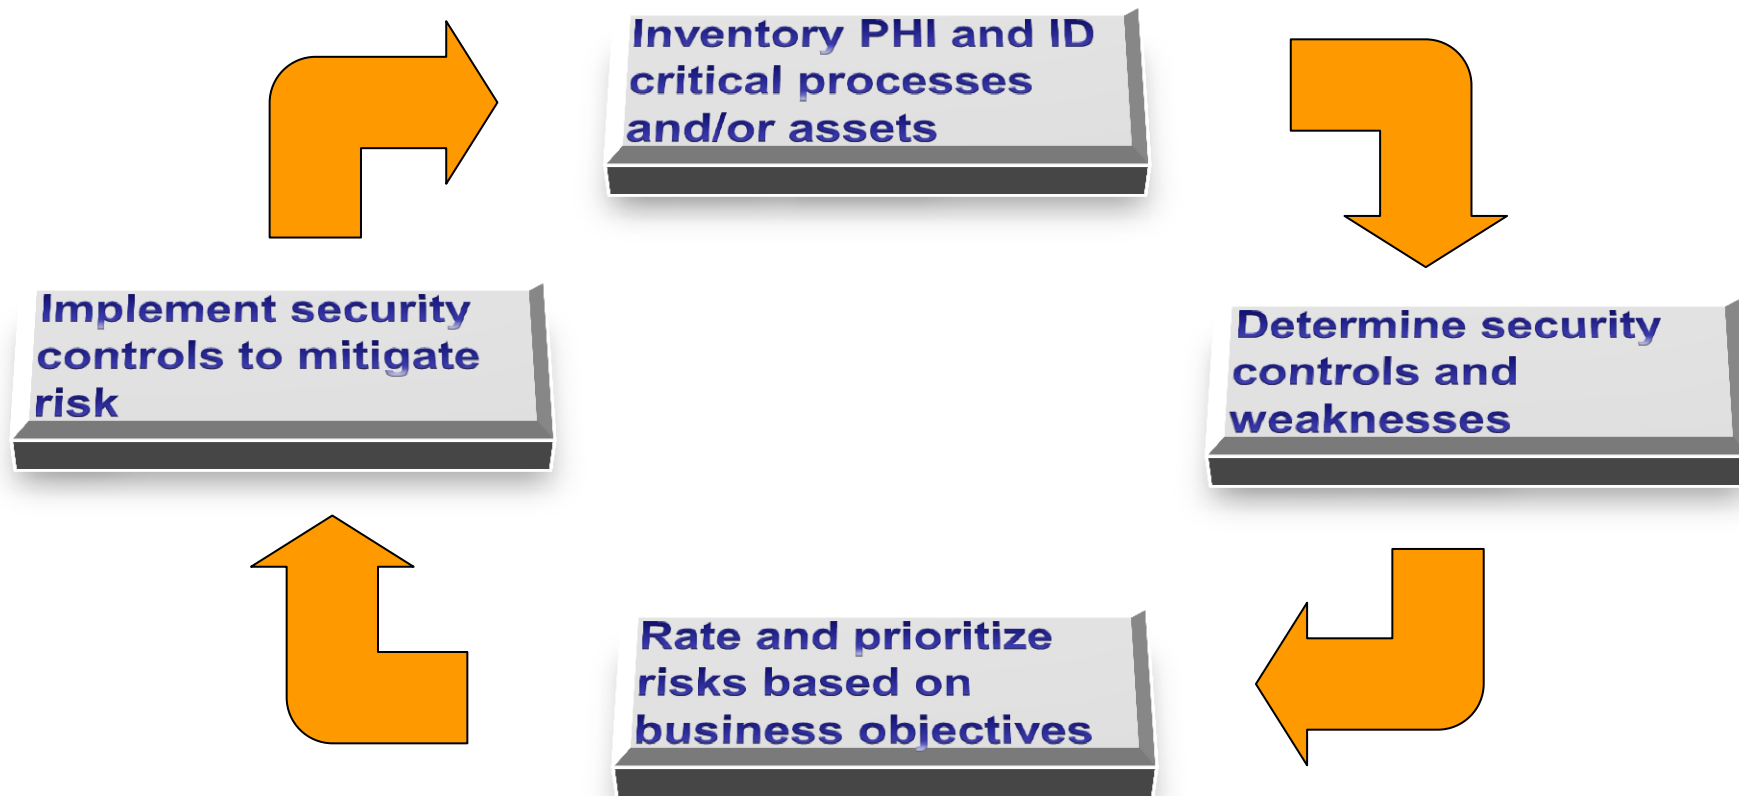 Inventory PHI and ID
critical processes
and/or assets
Implement security
controls to mitigate
risk
Determine security
controls and
weaknesses
Rate and prioritize
risks based on
business objectives